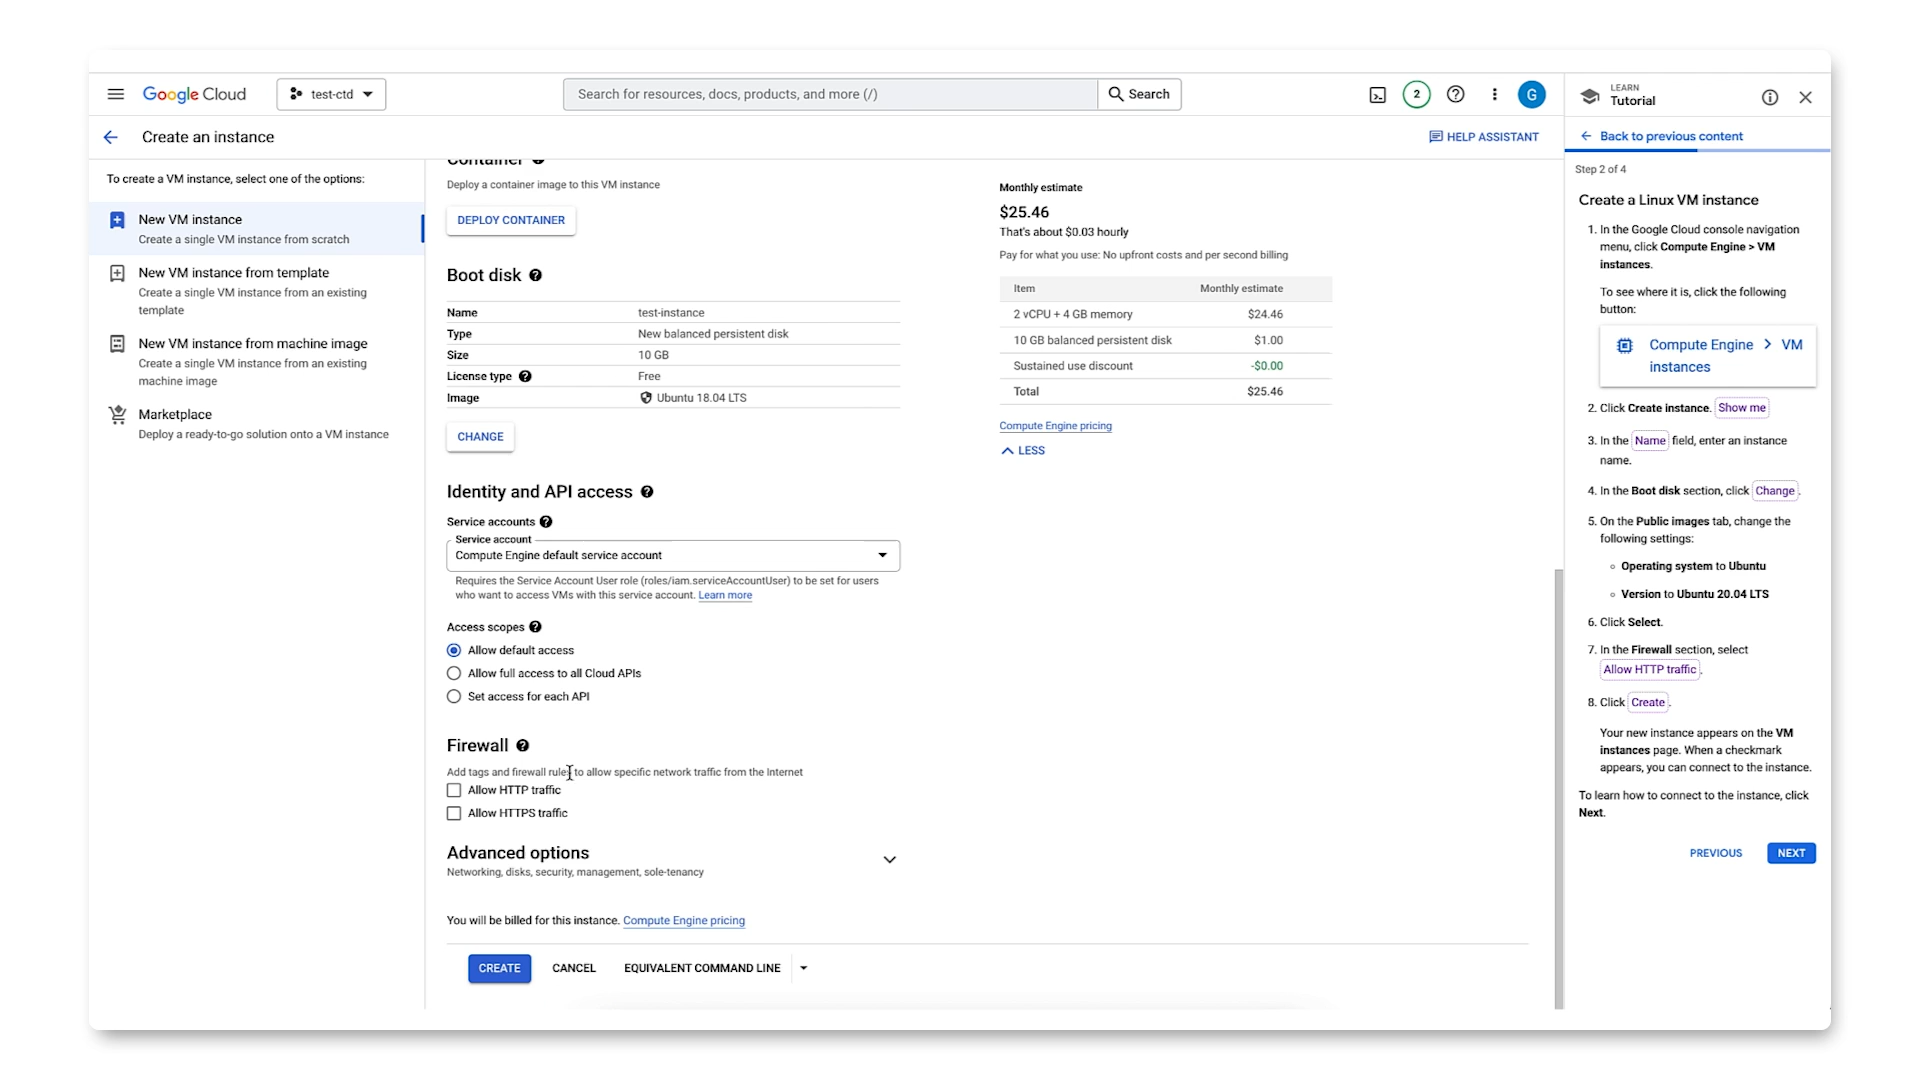 Google Cloud
test-ctd
Search for resources, docs, products, and more (/)
Search
2
G
LEARN
Tutorial
Create an instance
HELP ASSISTANT
Back to previous content
To create a VM instance, select one of the options:
New VM instance
Create a single VM instance from scratch
New VM instance from template
Create a single VM instance from an existing
template
New VM instance from machine image
Create a single VM instance from an existing
machine image
Marketplace
Deploy a ready-to-go solution onto a VM instance
Container
Deploy a container image to this VM instance
DEPLOY CONTAINER
Boot disk
Name test-instance
Type New balanced persistent disk
Size 10 GB
License type Free
Image Ubuntu 18.04 LTS
CHANGE
Identity and API access
Service accounts
Service account
Compute Engine default service account
Requires the Service Account User role (roles/iam.serviceAccountUser) to be set for users
who want to access VMs with this service account. Learn more
Access scopes
Allow default access
Allow full access to all Cloud APIs
Set access for each API
Firewall
Add tags and firewall rules to allow specific network traffic from the Internet
Allow HTTP traffic
Allow HTTPS traffic
Advanced options
Networking, disks, security, management, sole-tenancy
You will be billed for this instance. Compute Engine pricing
CREATE
CANCEL
EQUIVALENT COMMAND LINE
Monthly estimate
$25.46
That's about $0.03 hourly
Pay for what you use: No upfront costs and per second billing
Item Monthly estimate
2 vCPU + 4 GB memory $24.46
10 GB balanced persistent disk $1.00
Sustained use discount -$0.00
Total $25.46
Compute Engine pricing
LESS
Step 2 of 4
Create a Linux VM instance
1. In the Google Cloud console navigation
menu, click Compute Engine > VM
instances.
To see where it is, click the following
button:
Compute Engine > VM
instances
2. Click Create instance. Show me
3. In the Name field, enter an instance
name.
4. In the Boot disk section, click Change.
5. On the Public images tab, change the
following settings:
Operating system to Ubuntu
Version to Ubuntu 20.04 LTS
6. Click Select.
7. In the Firewall section, select
Allow HTTP traffic.
8. Click Create.
Your new instance appears on the VM
instances page. When a checkmark
appears, you can connect to the instance.
To learn how to connect to the instance, click
Next.
PREVIOUS
NEXT